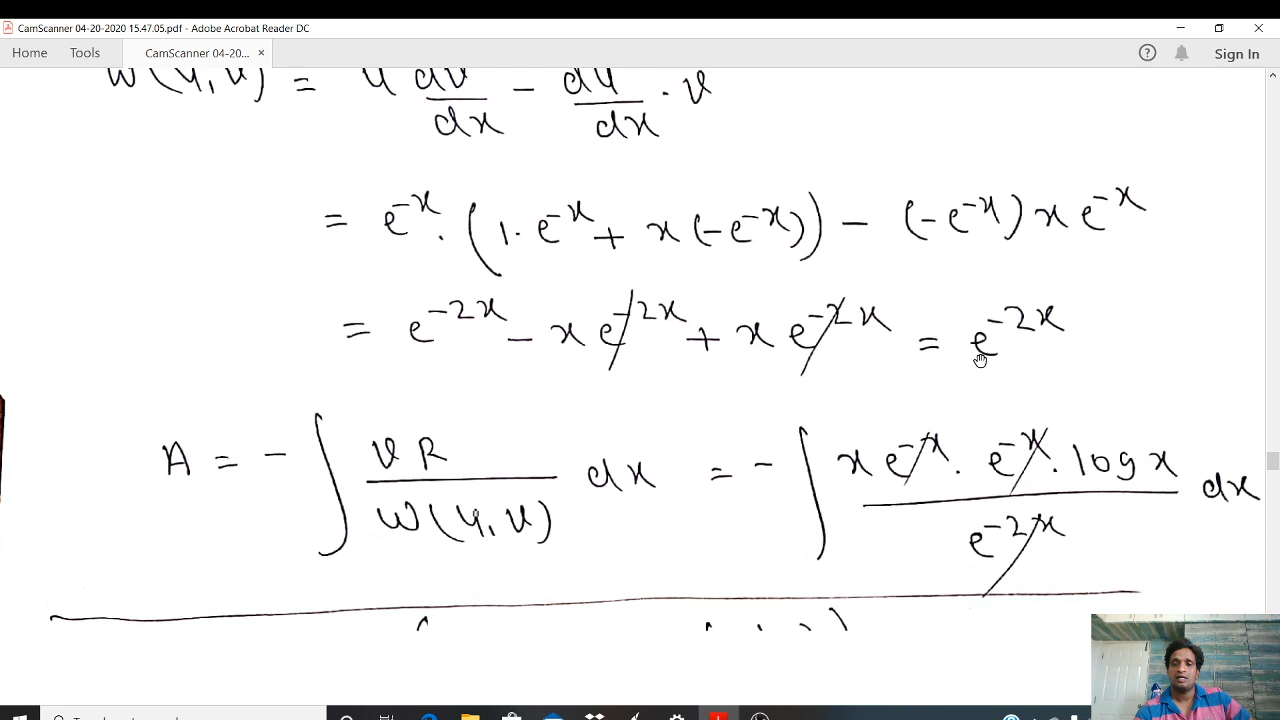 CamScanner 04-20-2020 15.47.05.pdf - Adobe Acrobat Reader DC
Home Tools CamScanner 04-20... × Sign In
W(u,v) = u dv/dx - du/dx · v
= e^-x · (1· e^-x + x(-e^-x)) - (-e^-x) x e^-x
= e^-2x - x e^-2x + x e^-2x = e^-2x
A = - ∫ vR/W(u,v) dx = - ∫ x e^-x · e^-x · log x / e^-2x dx